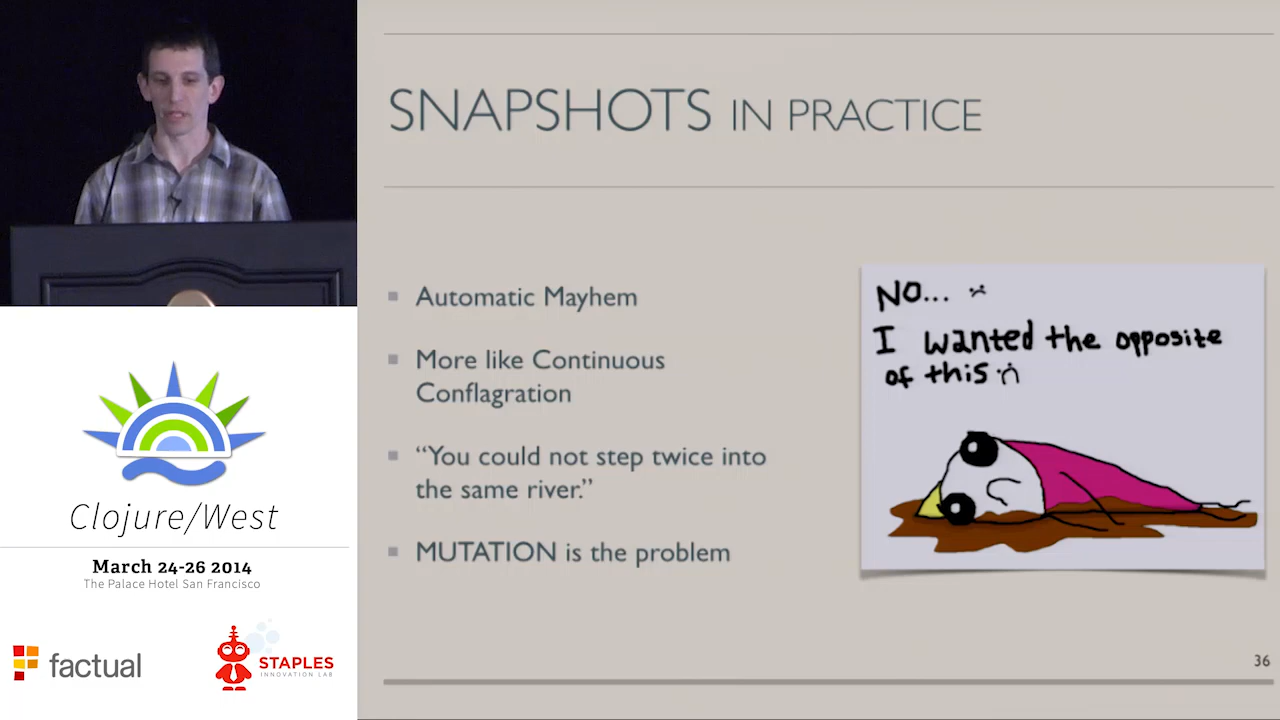 SNAPSHOTS IN PRACTICE
Automatic Mayhem
More like Continuous
Conflagration
“You could not step twice into
the same river.”
MUTATION is the problem
NO...
I wanted the opposite
of this
36
Clojure/West
March 24-26 2014
The Palace Hotel San Francisco
factual
STAPLES
INNOVATION LAB